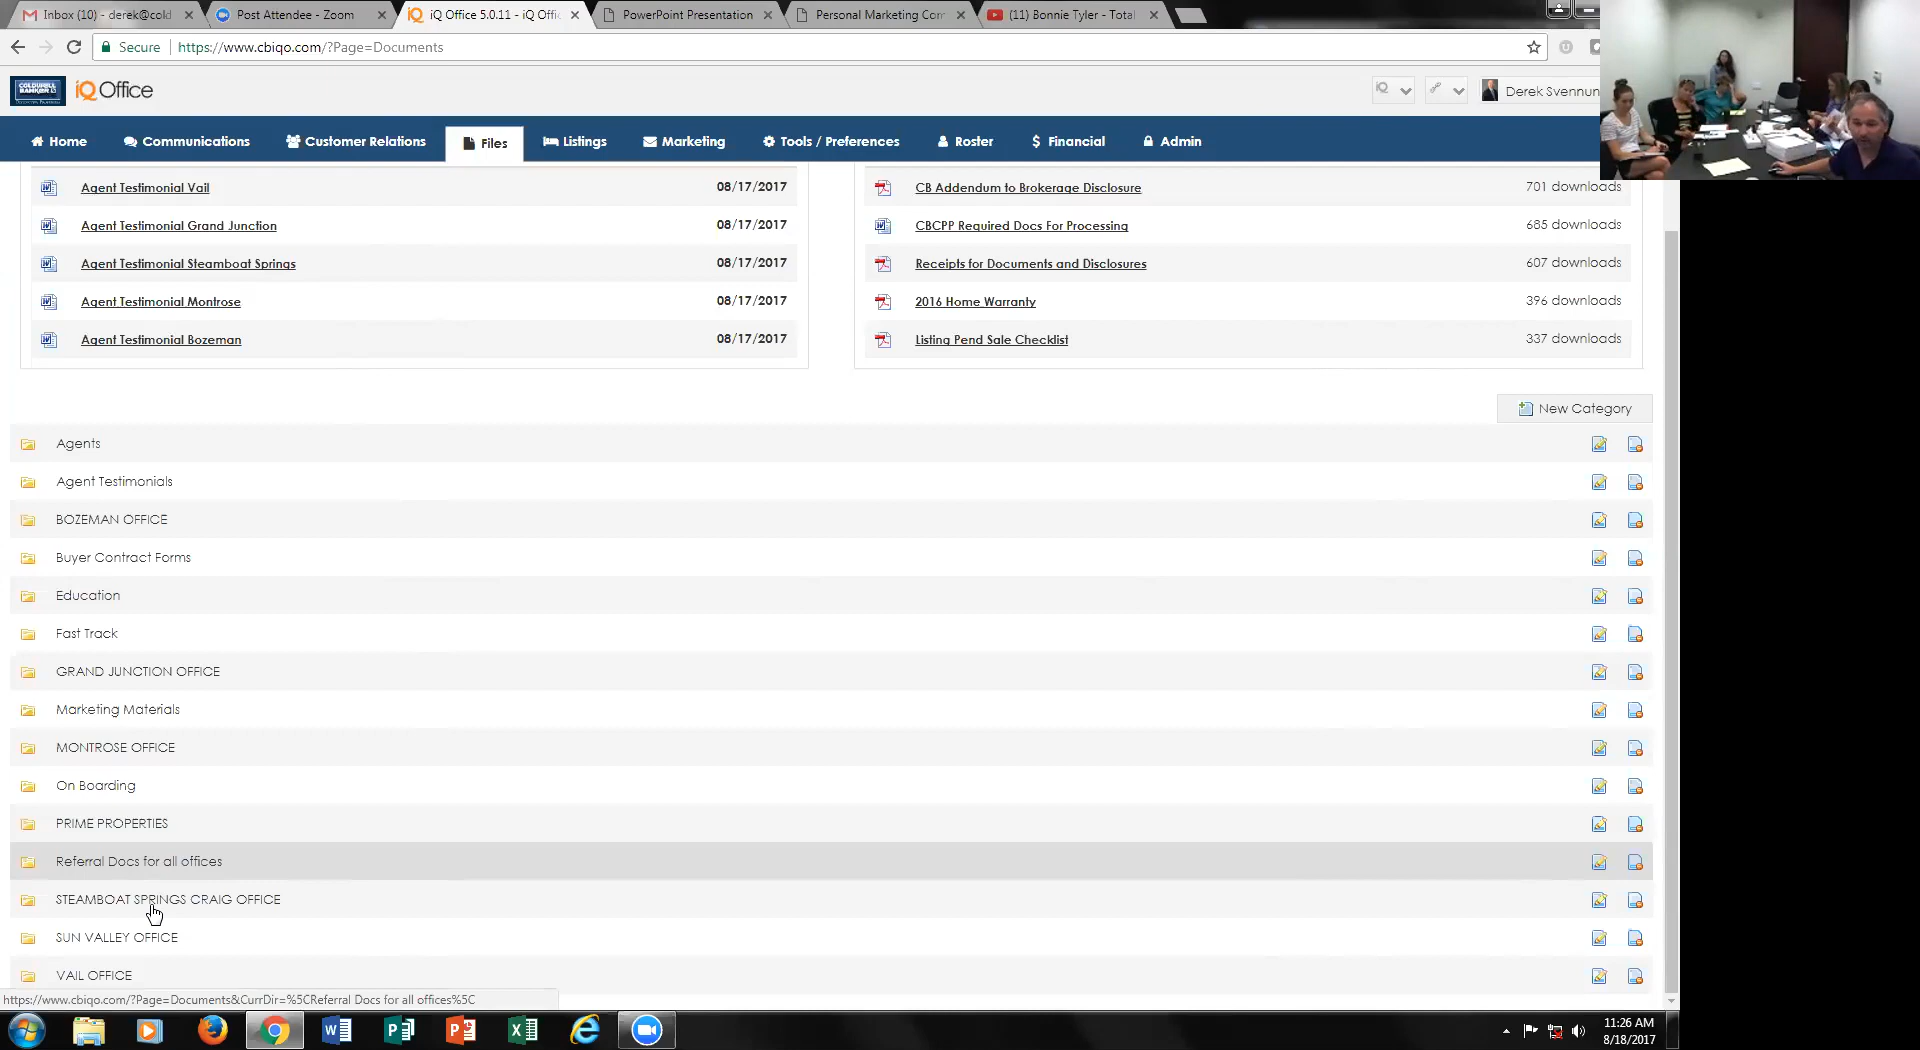 Inbox (10) - derek@cold
Post Attendee - Zoom
iQ Office 5.0.11 - iQ Offic
PowerPoint Presentation
Personal Marketing Com
(11) Bonnie Tyler - Total
Secure https://www.cbiqo.com/?Page=Documents
COLDWELL BANKER
iQ Office
iQ
Derek Svennun
Home
Communications
Customer Relations
Files
Listings
Marketing
Tools / Preferences
Roster
Financial
Admin
Agent Testimonial Vail 08/17/2017
Agent Testimonial Grand Junction 08/17/2017
Agent Testimonial Steamboat Springs 08/17/2017
Agent Testimonial Montrose 08/17/2017
Agent Testimonial Bozeman 08/17/2017
CB Addendum to Brokerage Disclosure 701 downloads
CBCPP Required Docs For Processing 685 downloads
Receipts for Documents and Disclosures 607 downloads
2016 Home Warranty 396 downloads
Listing Pend Sale Checklist 337 downloads
New Category
Agents
Agent Testimonials
BOZEMAN OFFICE
Buyer Contract Forms
Education
Fast Track
GRAND JUNCTION OFFICE
Marketing Materials
MONTROSE OFFICE
On Boarding
PRIME PROPERTIES
Referral Docs for all offices
STEAMBOAT SPRINGS CRAIG OFFICE
SUN VALLEY OFFICE
VAIL OFFICE
https://www.cbiqo.com/?Page=Documents&CurrDir=%5CReferral Docs for all offices%5C
11:26 AM
8/18/2017